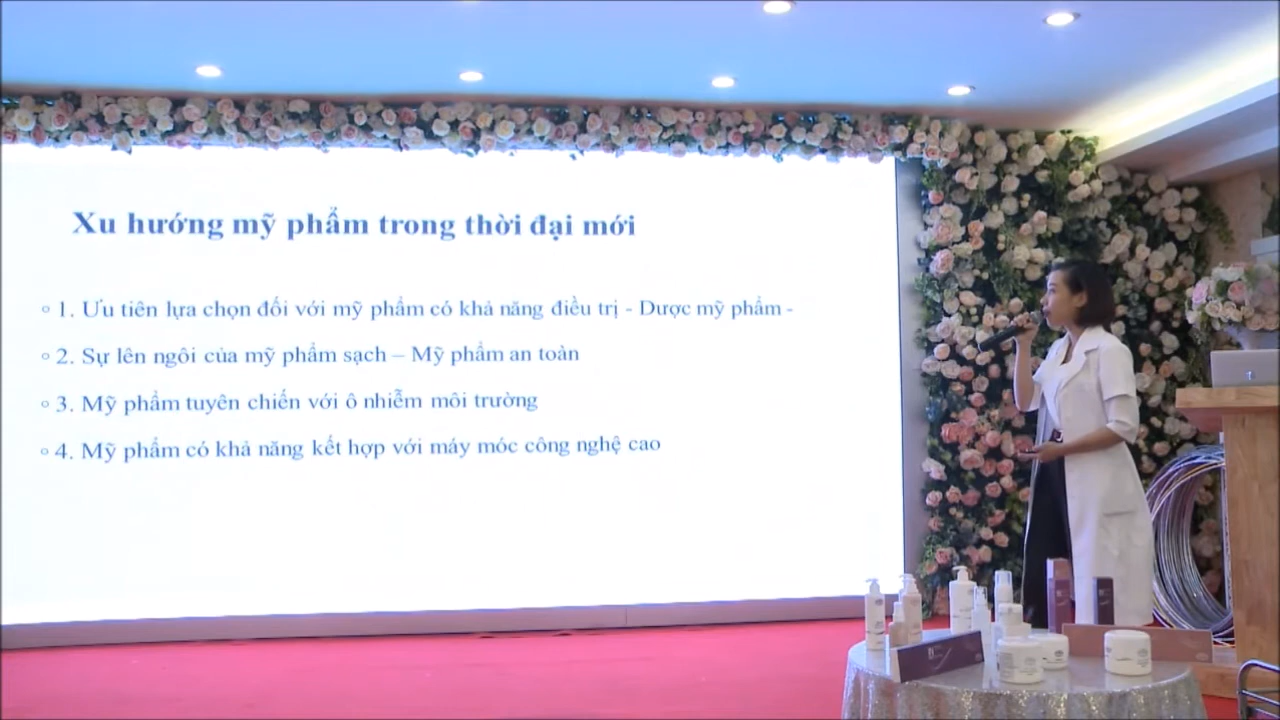 Xu hướng mỹ phẩm trong thời đại mới
1. Ưu tiên lựa chọn đối với mỹ phẩm có khả năng điều trị - Dược mỹ phẩm -
2. Sự lên ngôi của mỹ phẩm sạch – Mỹ phẩm an toàn
3. Mỹ phẩm tuyên chiến với ô nhiễm môi trường
4. Mỹ phẩm có khả năng kết hợp với máy móc công nghệ cao